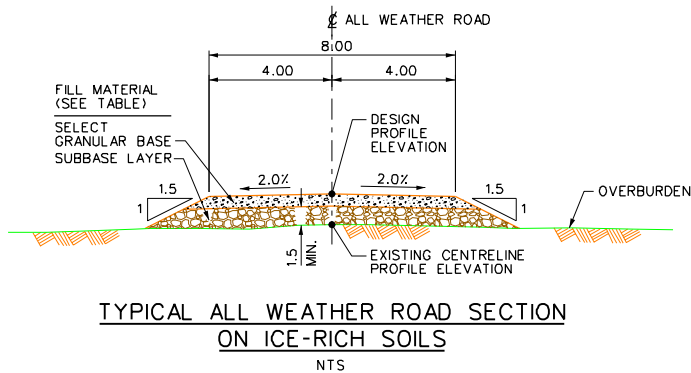 ℄ ALL WEATHER ROAD
8.00
4.00 4.00
FILL MATERIAL
(SEE TABLE)
SELECT
GRANULAR BASE
SUBBASE LAYER
DESIGN
PROFILE
ELEVATION
2.0% 2.0%
1.5
1
1.5
1
OVERBURDEN
1.5
MIN.
EXISTING CENTRELINE
PROFILE ELEVATION
TYPICAL ALL WEATHER ROAD SECTION
ON ICE-RICH SOILS
NTS